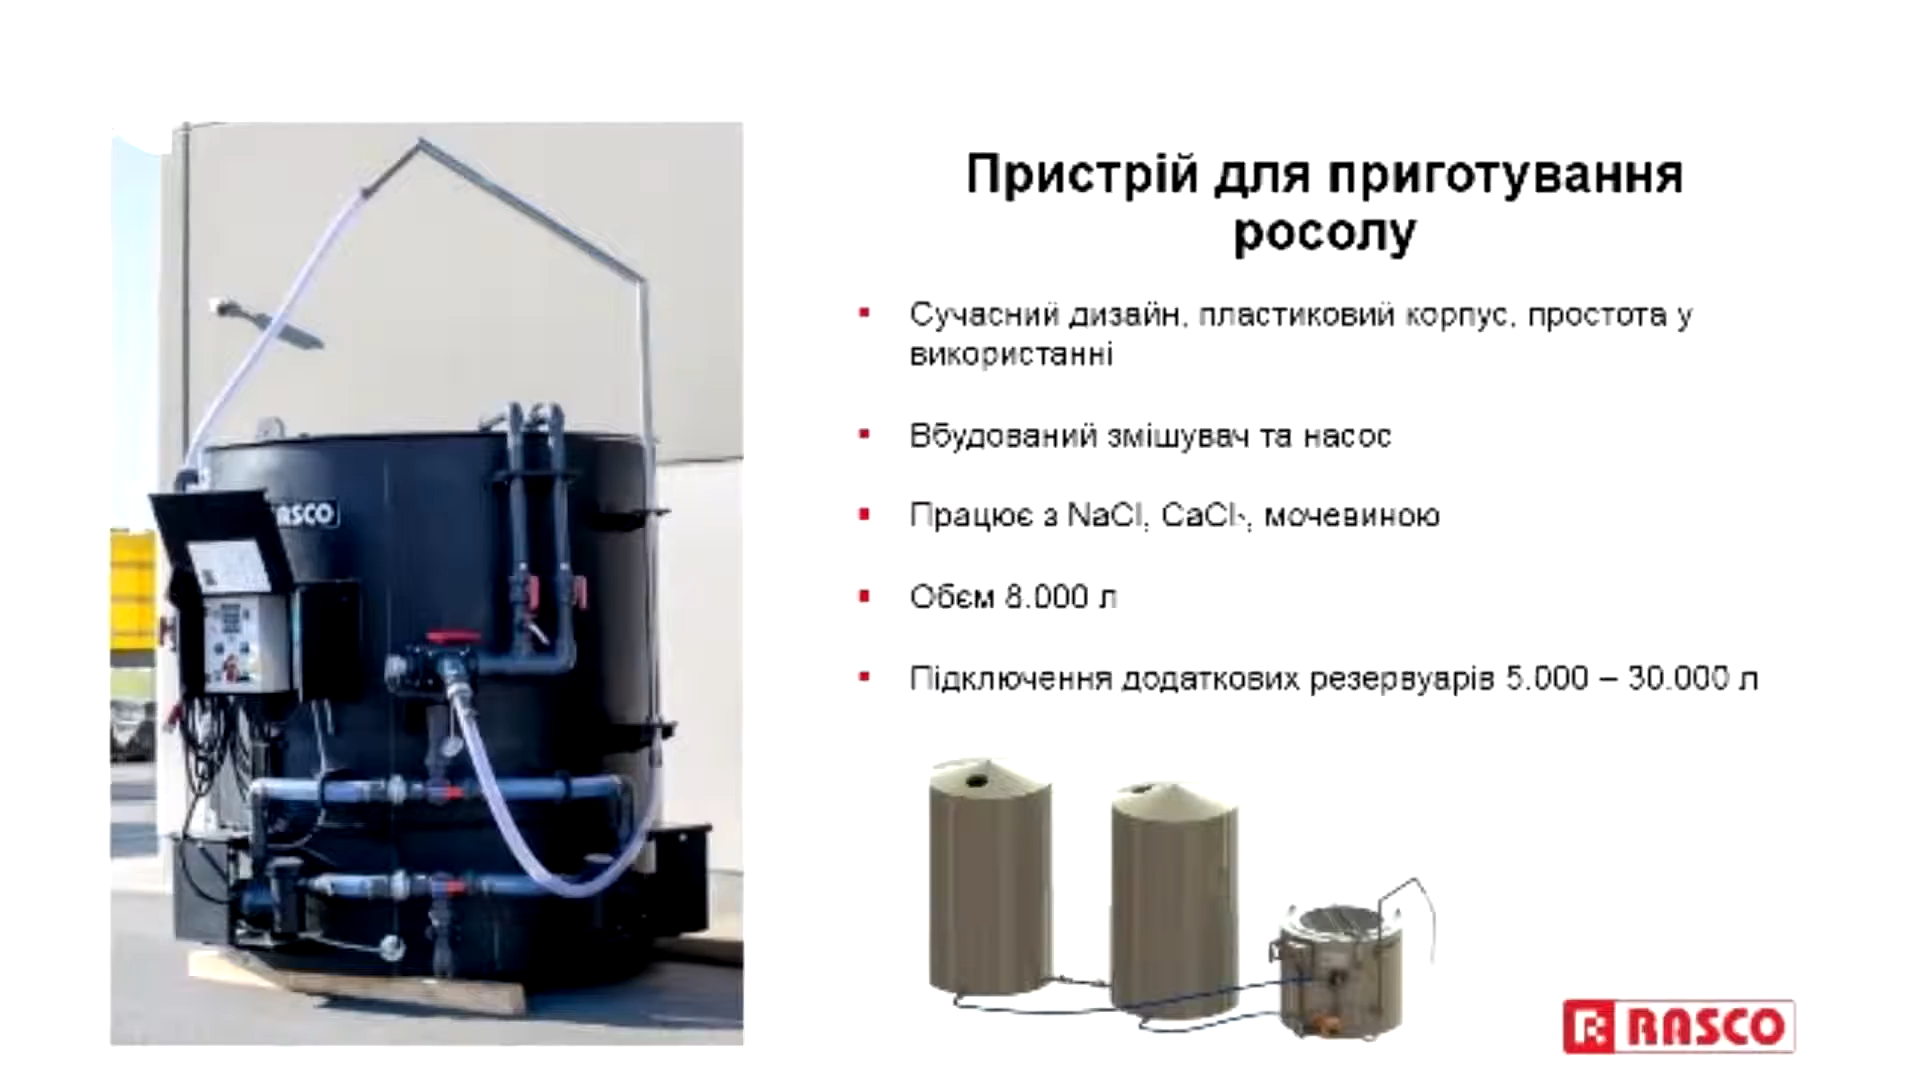 Пристрій для приготування
росолу
Сучасний дизайн, пластиковий корпус, простота у
використанні
Вбудований змішувач та насос
Працює з NaCl, CaCl₂, мочевиною
Обєм 8.000 л
Підключення додаткових резервуарів 5.000 – 30.000 л
RASCO
RASCO